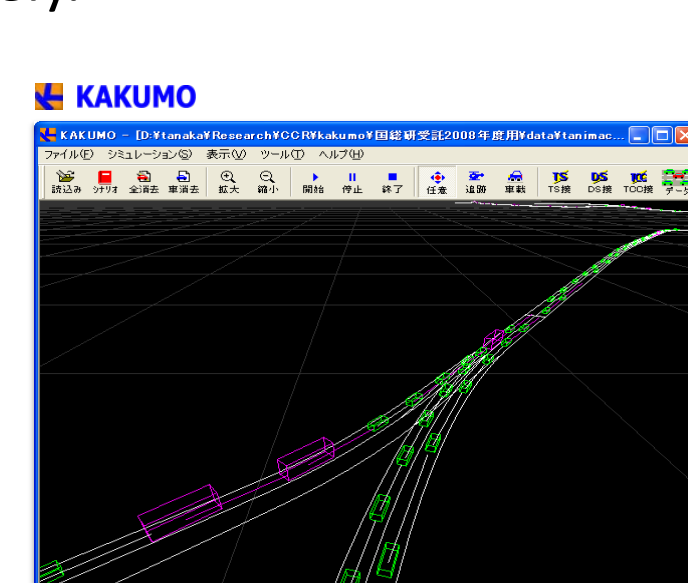 KAKUMO
KAKUMO - [D:¥tanaka¥Research¥CCR¥kakumo¥国総研受託2008年度用¥data¥tanimac...
ファイル(F) シミュレーション(S) 表示(V) ツール(T) ヘルプ(H)
TS DS TCC
読込み シナリオ 全消去 車消去 拡大 縮小 開始 停止 終了 任意 追跡 車載 TS接 DS接 TCC接